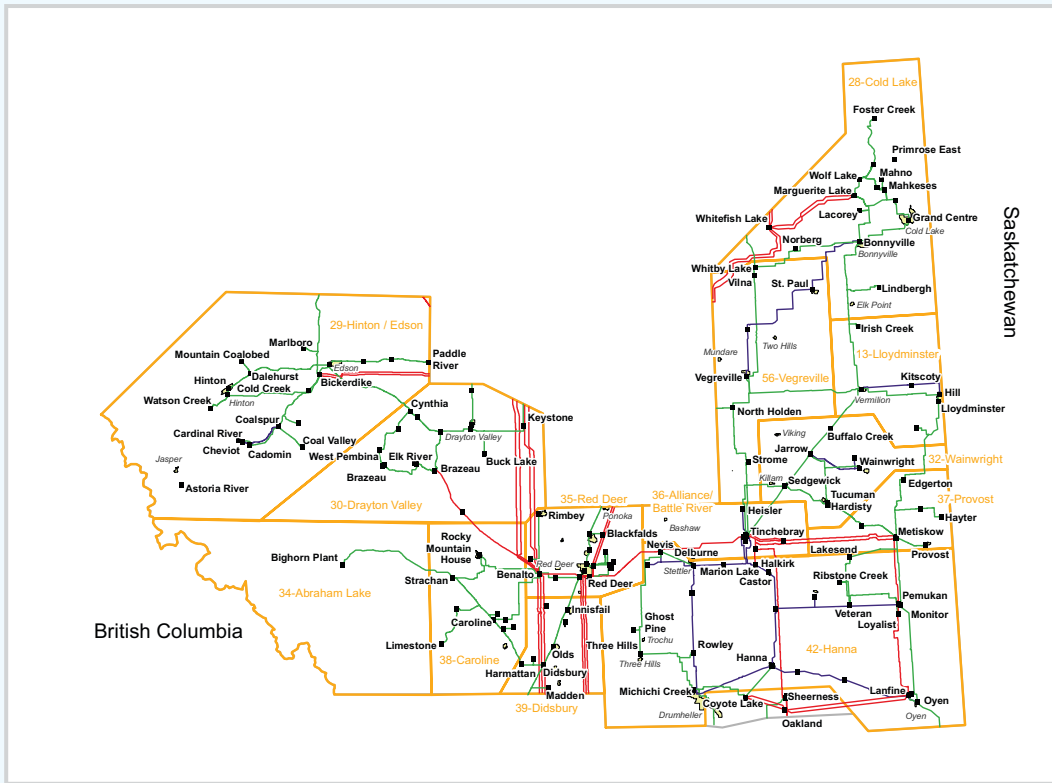 28-Cold Lake
Foster Creek
Primrose East
Wolf Lake
Mahno
Marguerite Lake
Mahkeses
Lacorey
Grand Centre
Cold Lake
Whitefish Lake
Norberg
Bonnyville
Bonnyville
Saskatchewan
Whitby Lake
Vilna
St. Paul
Lindbergh
Elk Point
Irish Creek
Two Hills
Mundare
13-Lloydminster
Vegreville
56-Vegreville
Kitscoty
Vermilion
Hill
Lloydminster
North Holden
Viking
Buffalo Creek
Jarrow
Strome
Wainwright
32-Wainwright
Killam
Sedgewick
Edgerton
Tucuman
Hardisty
37-Provost
Heisler
Hayter
Tinchebray
Metiskow
Lakesend
Provost
29-Hinton / Edson
Marlboro
Mountain Coalobed
Edson
Paddle
River
Hinton
Dalehurst
Cold Creek
Bickerdike
Watson Creek
Hinton
Cynthia
Keystone
Coalspur
Cardinal River
Cheviot
Cadomin
Coal Valley
Drayton Valley
West Pembina
Elk River
Buck Lake
Jasper
Brazeau
Brazeau
Astoria River
30-Drayton Valley
35-Red Deer
36-Alliance/
Battle River
Rimbey
Ponoka
Bashaw
Rocky
Mountain
House
Blackfalds
Nevis
Delburne
Bighorn Plant
Red Deer
Strachan
Benalto
Red Deer
Stettler
Marion Lake
Halkirk
Castor
Ribstone Creek
34-Abraham Lake
Pemukan
Innisfail
Ghost
Pine
Veteran
Monitor
Loyalist
British Columbia
Caroline
Trochu
Limestone
Three Hills
Olds
Rowley
42-Hanna
38-Caroline
Three Hills
Hanna
Harmattan
Didsbury
Michichi Creek
Lanfine
Madden
Coyote Lake
Sheerness
Oyen
39-Didsbury
Drumheller
Oakland
Oyen